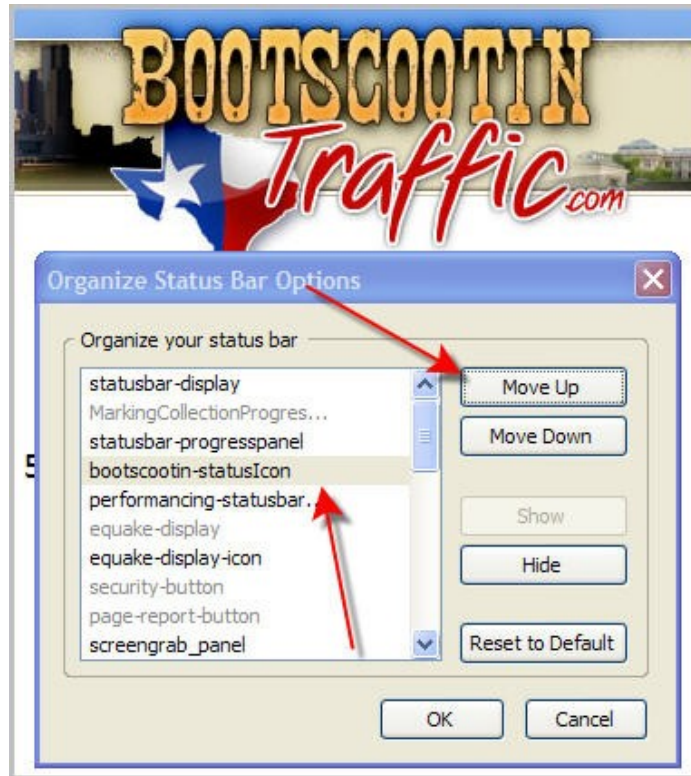 BOOTSCOOTIN
Traffic.com
Organize Status Bar Options
Organize your status bar
statusbar-display
MarkingCollectionProgres...
statusbar-progresspanel
bootscootin-statusIcon
performancing-statusbar...
equake-display
equake-display-icon
security-button
page-report-button
screengrab_panel
Move Up
Move Down
Show
Hide
Reset to Default
OK
Cancel